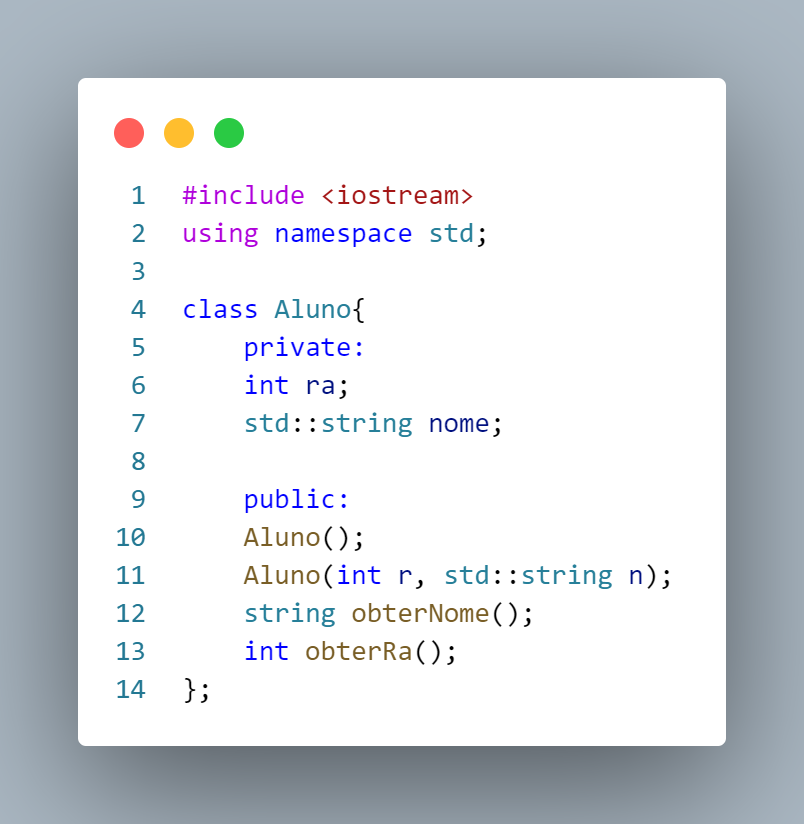 1 #include <iostream>
2 using namespace std;
3
4 class Aluno{
5     private:
6     int ra;
7     std::string nome;
8
9     public:
10     Aluno();
11     Aluno(int r, std::string n);
12     string obterNome();
13     int obterRa();
14 };